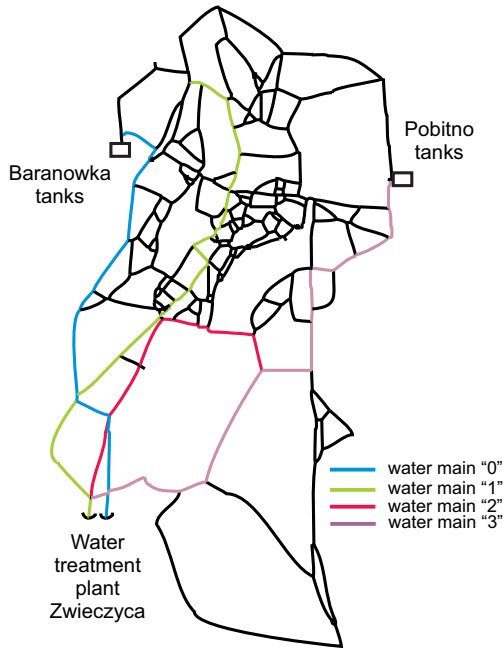 Baranowka
tanks
Pobitno
tanks
water main “0”
water main “1”
water main “2”
water main “3”
Water
treatment
plant
Zwieczyca